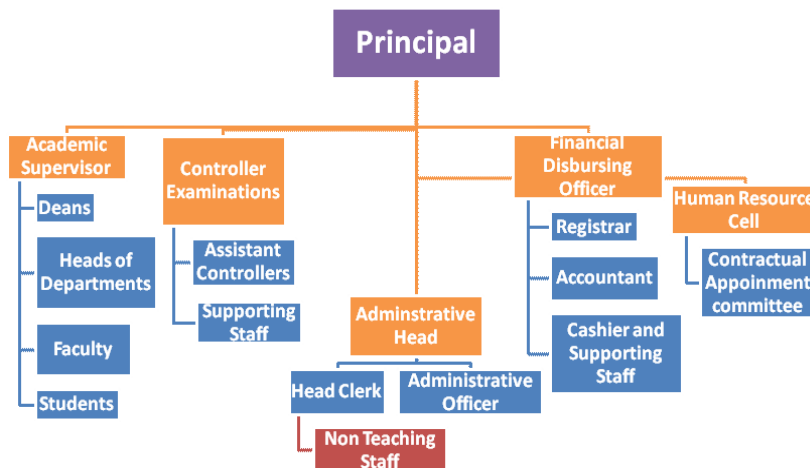 Principal
Academic
Supervisor
Deans
Heads of
Departments
Faculty
Students
Controller
Examinations
Assistant
Controllers
Supporting
Staff
Adminstrative
Head
Head Clerk
Administrative
Officer
Non Teaching
Staff
Financial
Disbursing
Officer
Registrar
Accountant
Cashier and
Supporting
Staff
Human Resource
Cell
Contractual
Appoinment
committee